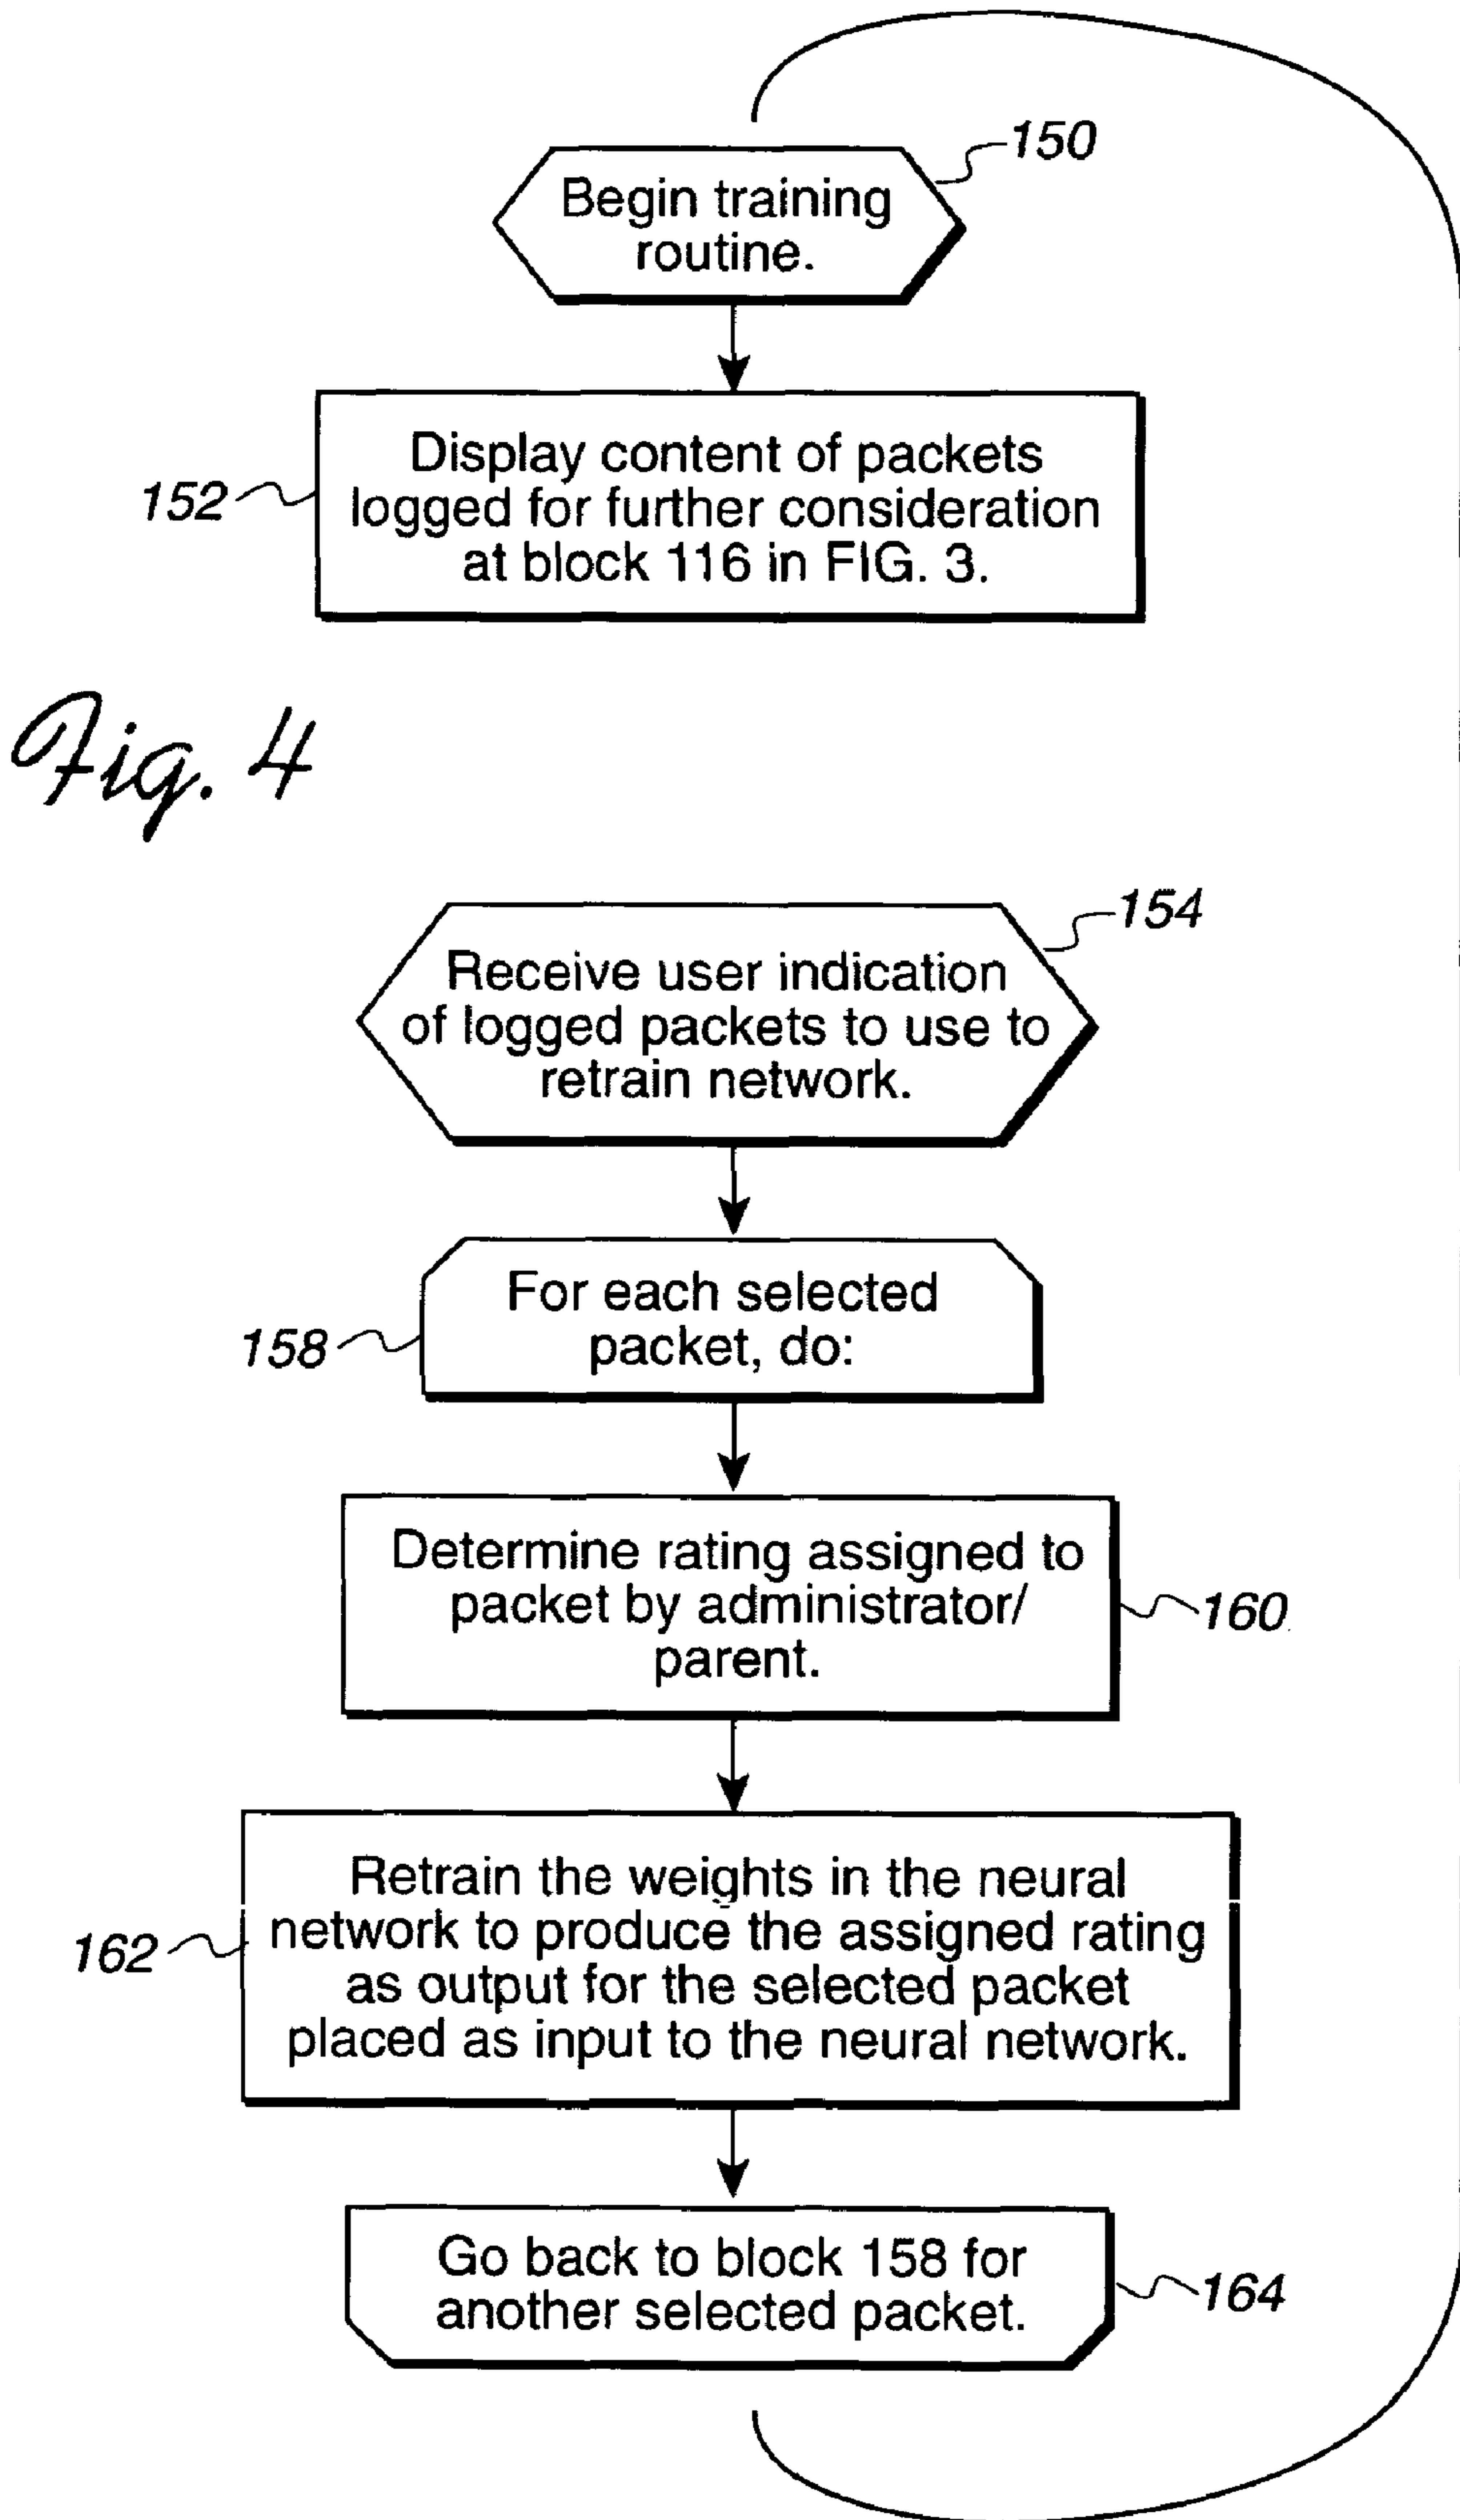 150
Begin training
routine.
Display content of packets
logged for further consideration
at block 116 in FIG. 3.
152
Fig. 4
154
Receive user indication
of logged packets to use to
retrain network.
For each selected
packet, do:
158
Determine rating assigned to
packet by administrator/
parent.
160
Retrain the weights in the neural
network to produce the assigned rating
as output for the selected packet
placed as input to the neural network.
162
Go back to block 158 for
another selected packet.
164